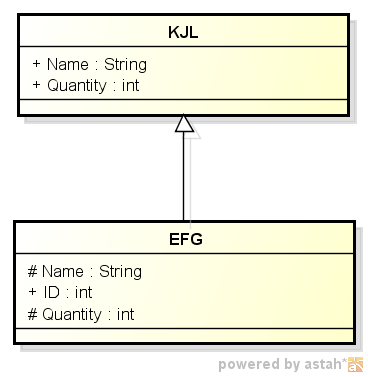 KJL
+ Name : String
+ Quantity : int
EFG
# Name : String
+ ID : int
# Quantity : int
powered by astah*